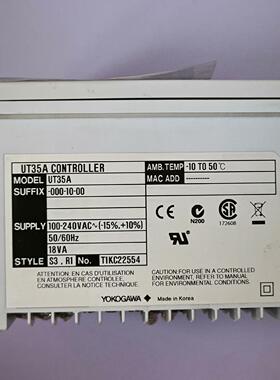 UT35A CONTROLLER
MODEL UT35A
SUFFIX -000-10-00
SUPPLY 100-240VAC~(-15%,+10%)
50/60Hz
18VA
STYLE S3 . R1 No. T1KC22554
AMB.TEMP -10 TO 50℃
MAC ADD ----------
N200
172608
ATTENTION: EN CAS D'UTILISATION
EN ATMOSPHERE CONTROLEE,
CONSULTER LA NOTICE TECHNIQUE.
CAUTION: FOR USE IN A CONTROLLED
ENVIRONMENT, REFER TO MANUAL FOR
ENVIRONMENTAL CONDITIONS.
YOKOGAWA Made in Korea